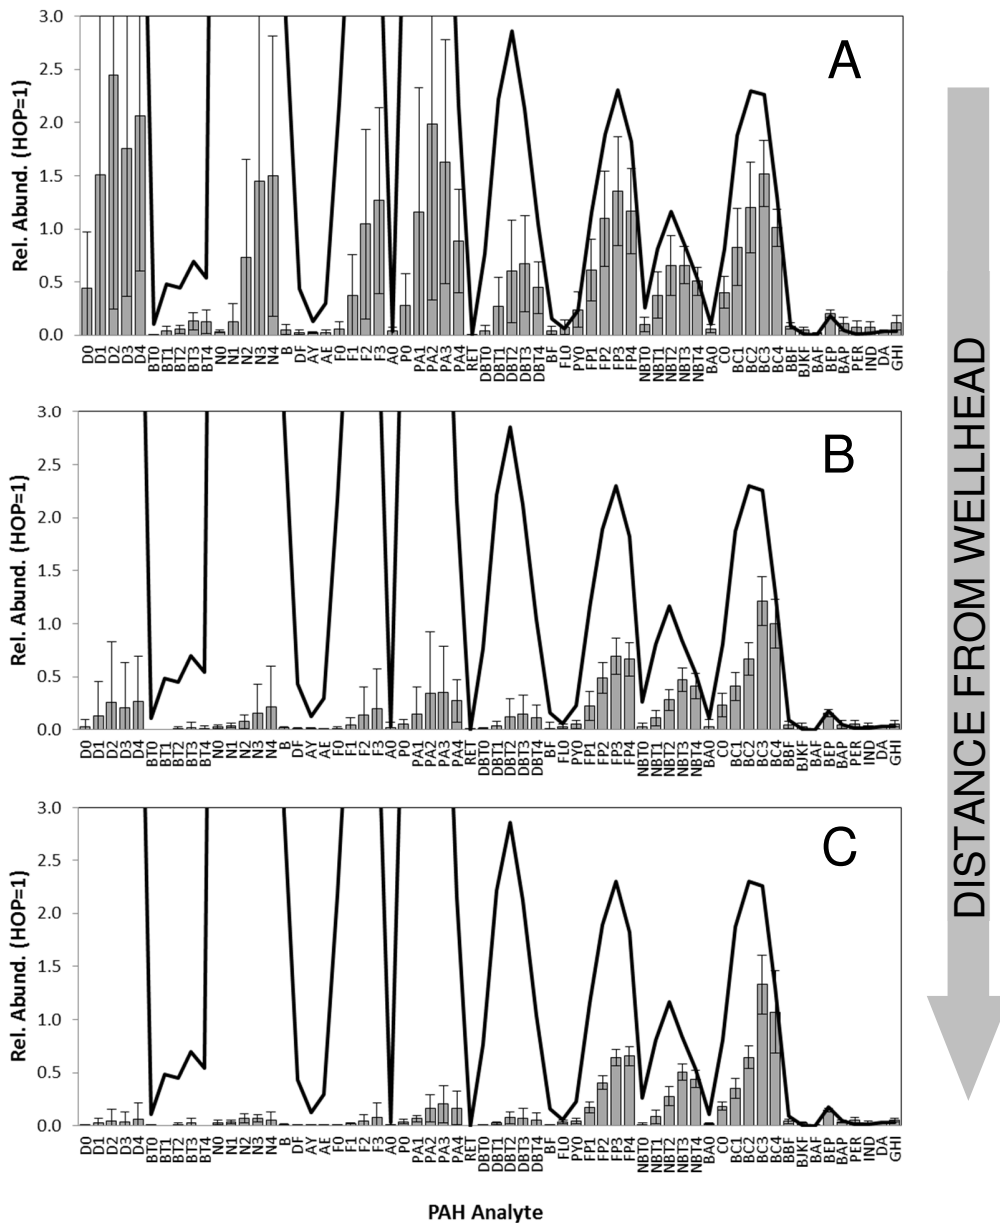 A
Rel. Abund. (HOP=1)
3.0
2.5
2.0
1.5
1.0
0.5
0.0
D0 D1 D2 D3 D4 BT0 BT1 BT2 BT3 BT4 N0 N1 N2 N3 N4 B DF AY AE F0 F1 F2 F3 A0 P0 PA1 PA2 PA3 PA4 RET DBT0 DBT1 DBT2 DBT3 DBT4 BF FL0 PY0 FP1 FP2 FP3 FP4 NBT0 NBT1 NBT2 NBT3 NBT4 BA0 C0 BC1 BC2 BC3 BC4 BBF BJKF BAF BEP BAP PER IND DA GHI
B
Rel. Abund. (HOP=1)
3.0
2.5
2.0
1.5
1.0
0.5
0.0
D0 D1 D2 D3 D4 BT0 BT1 BT2 BT3 BT4 N0 N1 N2 N3 N4 B DF AY AE F0 F1 F2 F3 A0 P0 PA1 PA2 PA3 PA4 RET DBT0 DBT1 DBT2 DBT3 DBT4 BF FL0 PY0 FP1 FP2 FP3 FP4 NBT0 NBT1 NBT2 NBT3 NBT4 BA0 C0 BC1 BC2 BC3 BC4 BBF BJKF BAF BEP BAP PER IND DA GHI
C
Rel. Abund. (HOP=1)
3.0
2.5
2.0
1.5
1.0
0.5
0.0
D0 D1 D2 D3 D4 BT0 BT1 BT2 BT3 BT4 N0 N1 N2 N3 N4 B DF AY AE F0 F1 F2 F3 A0 P0 PA1 PA2 PA3 PA4 RET DBT0 DBT1 DBT2 DBT3 DBT4 BF FL0 PY0 FP1 FP2 FP3 FP4 NBT0 NBT1 NBT2 NBT3 NBT4 BA0 C0 BC1 BC2 BC3 BC4 BBF BJKF BAF BEP BAP PER IND DA GHI
PAH Analyte
DISTANCE FROM WELLHEAD